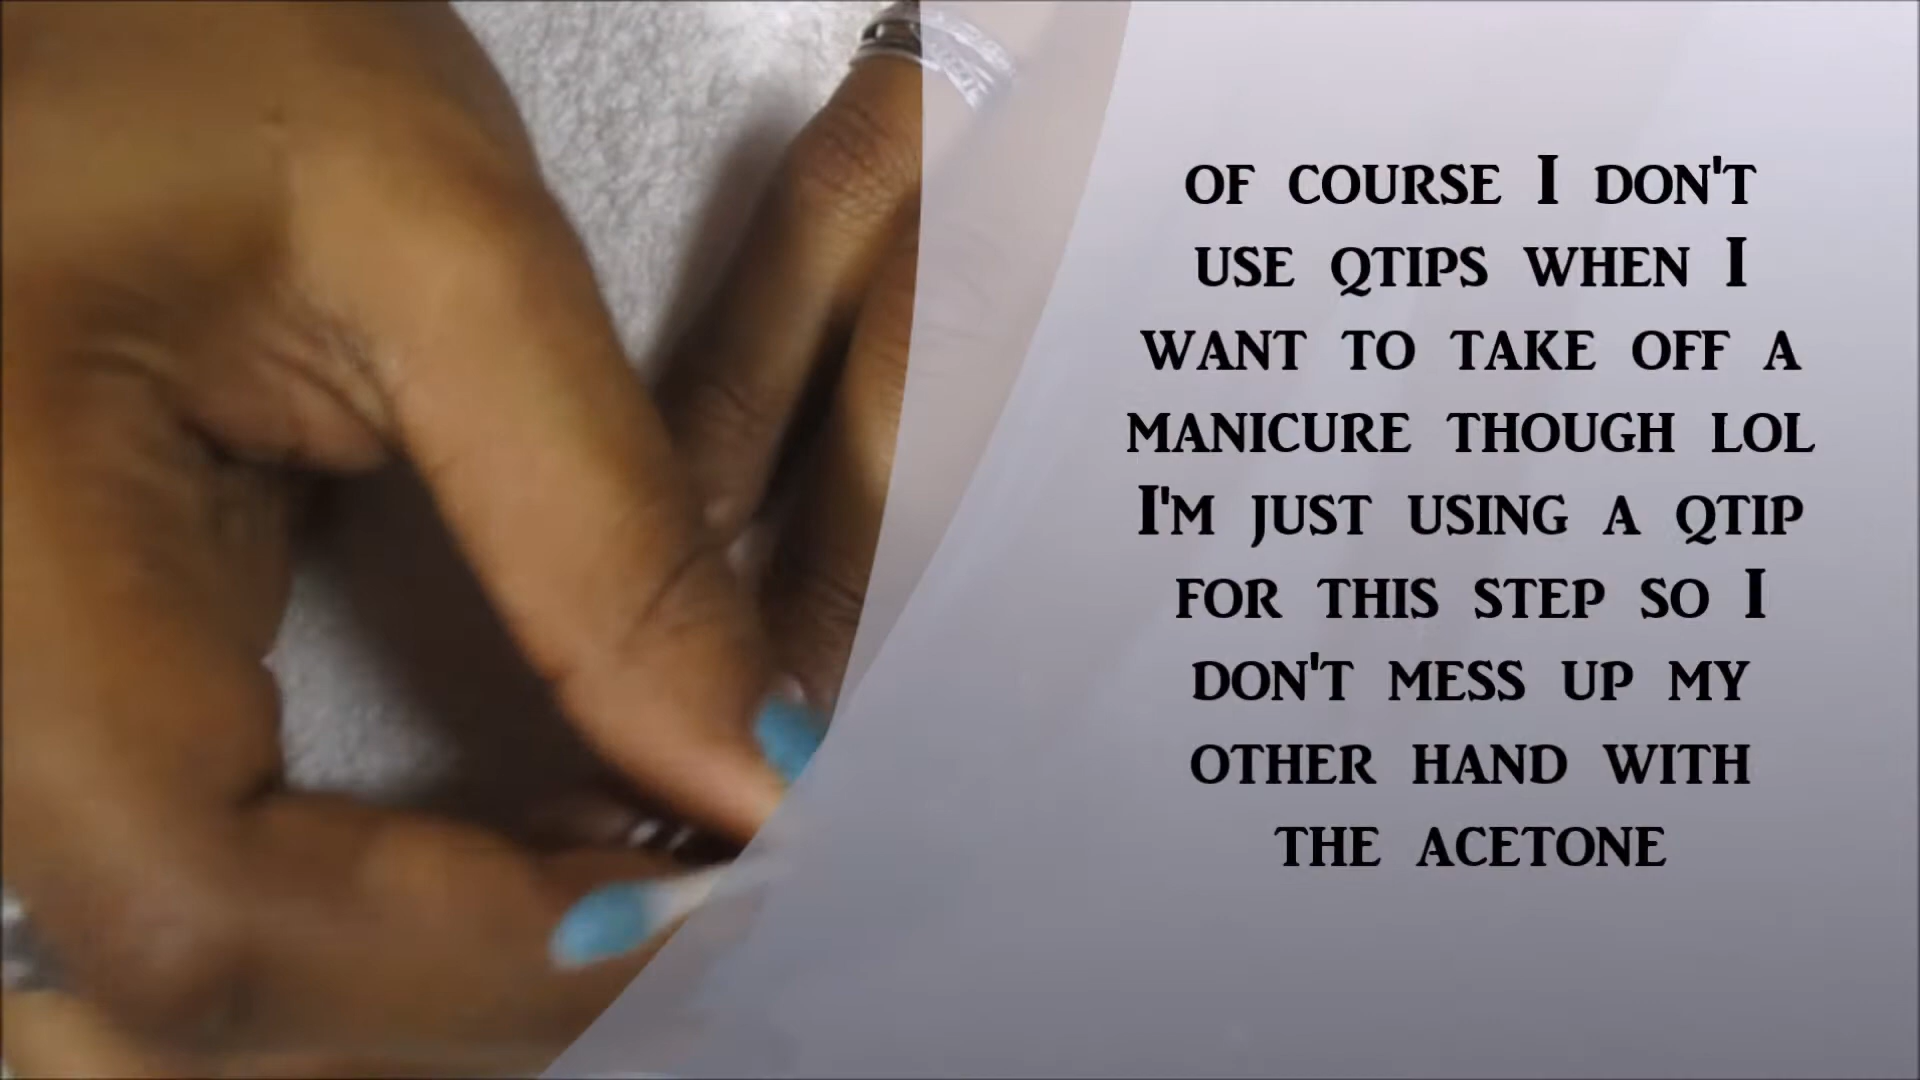 OF COURSE I DON'T
USE QTIPS WHEN I
WANT TO TAKE OFF A
MANICURE THOUGH LOL
I'M JUST USING A QTIP
FOR THIS STEP SO I
DON'T MESS UP MY
OTHER HAND WITH
THE ACETONE